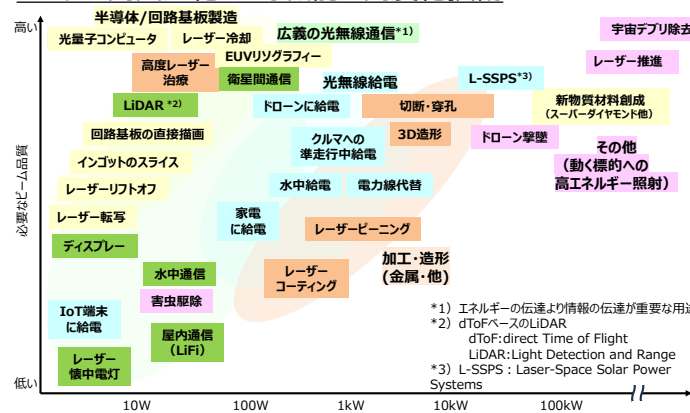 高い
半導体/回路基板製造
光量子コンピュータ
レーザー冷却
広義の光無線通信*1)
宇宙デブリ除去
EUVリソグラフィー
高度レーザー
治療
衛星間通信
光無線給電
L-SSPS*3)
レーザー推進
LiDAR *2)
ドローンに給電
切断・穿孔
新物質材料創成
(スーパーダイヤモンド他)
回路基板の直接描画
クルマへの
準走行中給電
3D造形
ドローン撃墜
その他
(動く標的への
高エネルギー照射)
インゴットのスライス
レーザーリフトオフ
水中給電
電力線代替
必要なビーム品質
レーザー転写
家電
に給電
レーザーピーニング
ディスプレー
加工・造形
(金属・他)
水中通信
レーザー
コーティング
害虫駆除
IoT端末
に給電
屋内通信
(LiFi)
レーザー
懐中電灯
*1) エネルギーの伝達より情報の伝達が重要な用途
*2) dToFベースのLiDAR
dToF:direct Time of Flight
LiDAR:Light Detection and Range
*3) L-SSPS : Laser-Space Solar Power
Systems
低い
10W
100W
1kW
10kW
100kW